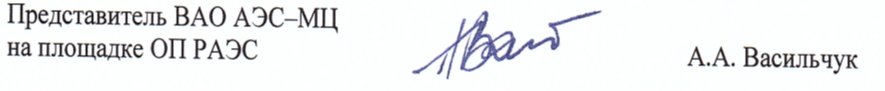 Представитель ВАО АЭС–МЦ
на площадке ОП РАЭС
А.А. Васильчук